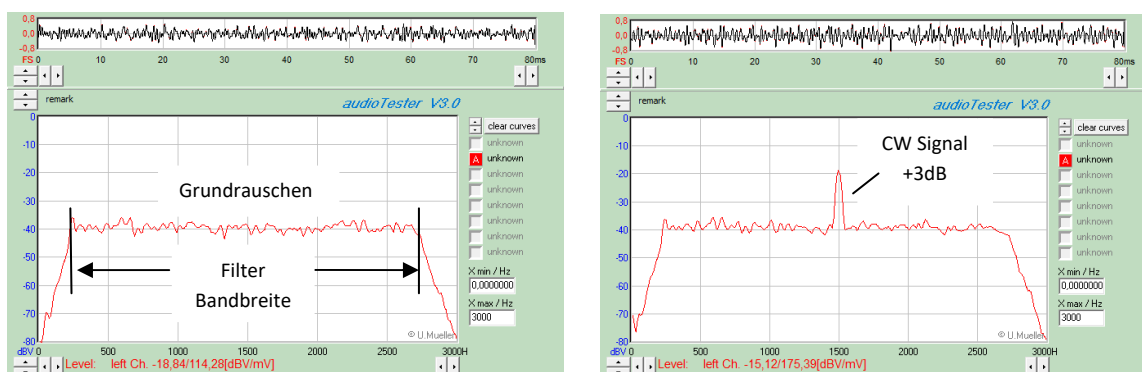 0,8
0,0
-0,8
FS 0 10 20 30 40 50 60 70 80ms
remark
audioTester V3.0
0
-10
-20
-30
-40
-50
-60
-70
-80
Grundrauschen
Filter
Bandbreite
clear curves
unknown
A unknown
unknown
unknown
unknown
unknown
unknown
unknown
X min / Hz
0,0000000
X max / Hz
3000
© U.Mueller
dBV 0 500 1000 1500 2000 2500 3000H
Level: left Ch. -18,84/114,28[dBV/mV]
0,8
0,0
-0,8
FS 0 10 20 30 40 50 60 70 80ms
remark
audioTester V3.0
0
-10
-20
-30
-40
-50
-60
-70
-80
CW Signal
+3dB
clear curves
unknown
A unknown
unknown
unknown
unknown
unknown
unknown
unknown
X min / Hz
0,0000000
X max / Hz
3000
© U.Mueller
dBV 0 500 1000 1500 2000 2500 3000H
Level: left Ch. -15,12/175,39[dBV/mV]